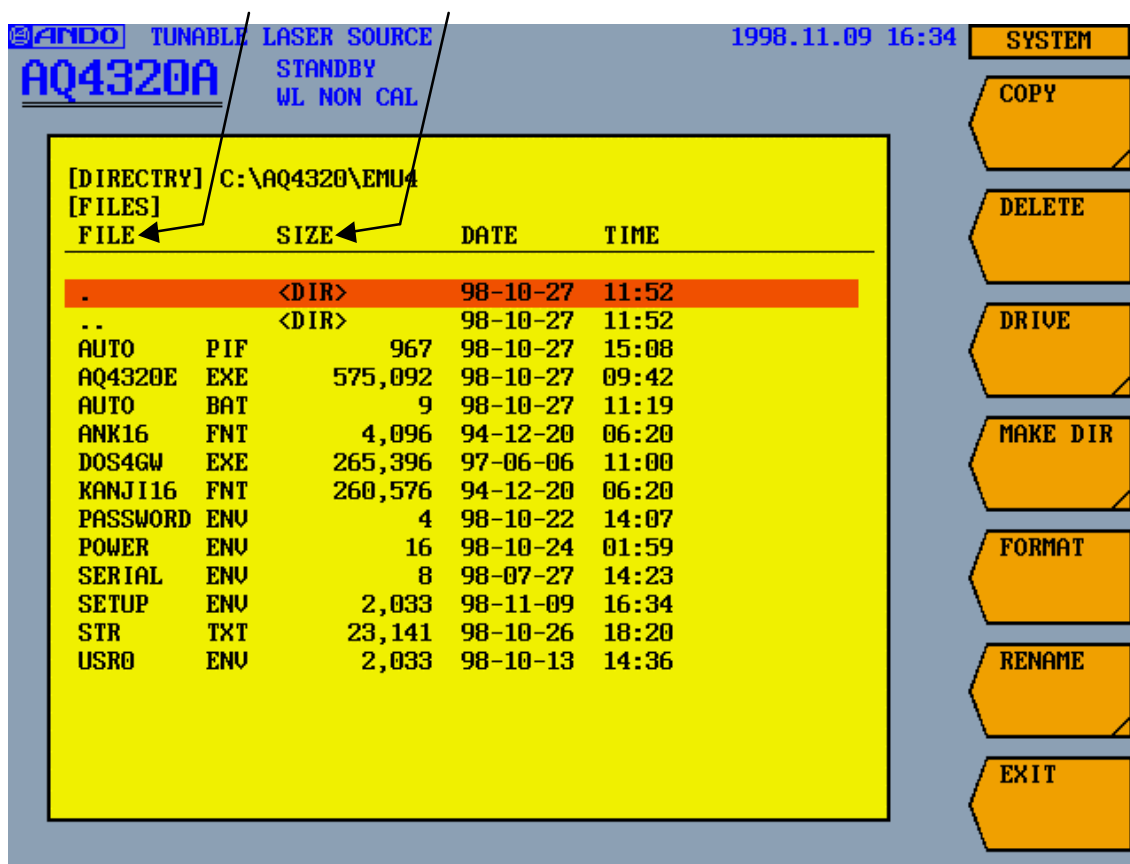 ANDO TUNABLE LASER SOURCE 1998.11.09 16:34 SYSTEM
AQ4320A STANDBY
WL NON CAL
COPY
[DIRECTRY] C:\AQ4320\EMU4
[FILES]
DELETE
FILE SIZE DATE TIME
. <DIR> 98-10-27 11:52
.. <DIR> 98-10-27 11:52
DRIVE
AUTO PIF 967 98-10-27 15:08
AQ4320E EXE 575,092 98-10-27 09:42
AUTO BAT 9 98-10-27 11:19
ANK16 FNT 4,096 94-12-20 06:20
MAKE DIR
DOS4GW EXE 265,396 97-06-06 11:00
KANJI16 FNT 260,576 94-12-20 06:20
PASSWORD ENV 4 98-10-22 14:07
POWER ENV 16 98-10-24 01:59
FORMAT
SERIAL ENV 8 98-07-27 14:23
SETUP ENV 2,033 98-11-09 16:34
STR TXT 23,141 98-10-26 18:20
USR0 ENV 2,033 98-10-13 14:36
RENAME
EXIT